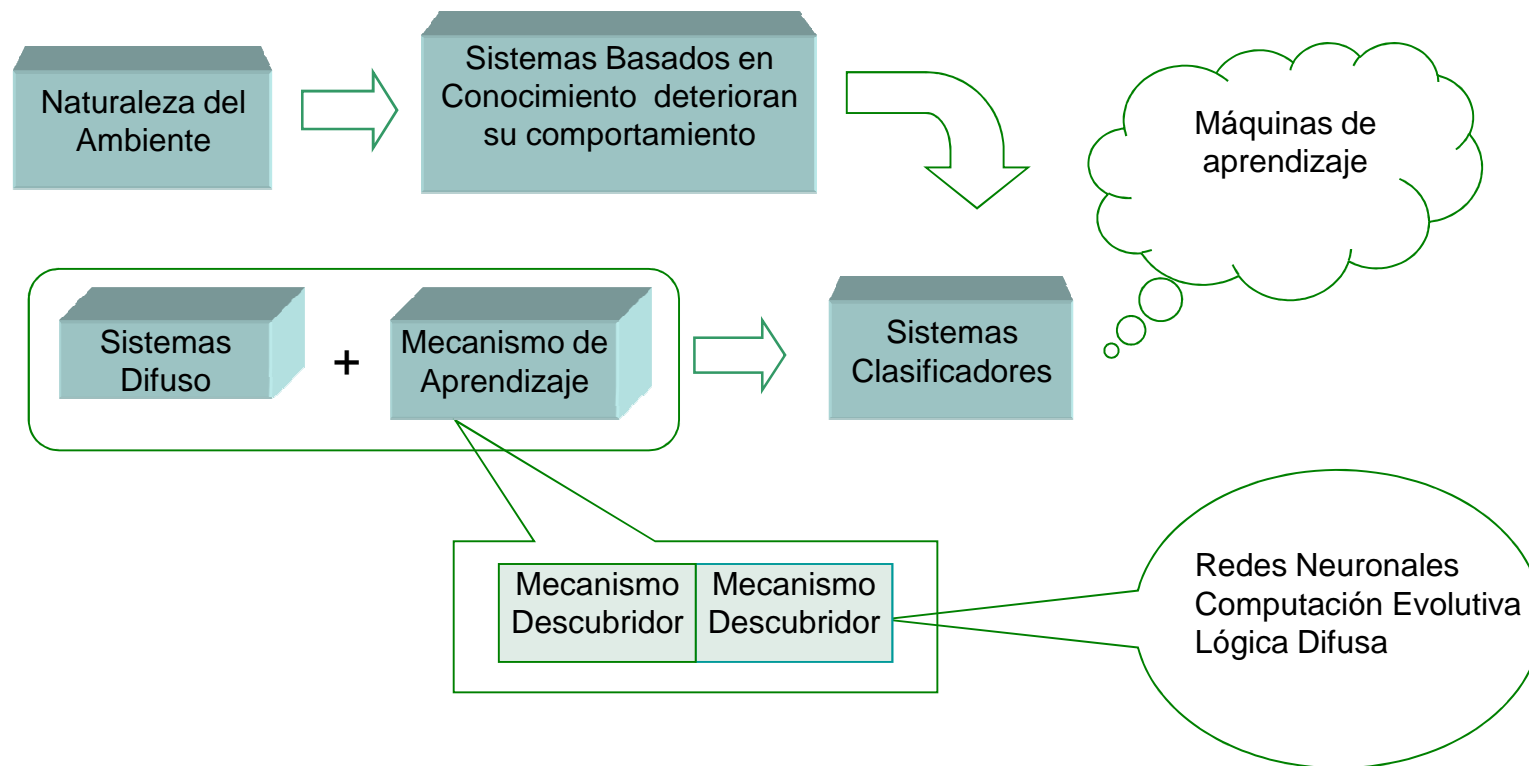 Naturaleza del
Ambiente
Sistemas Basados en
Conocimiento deterioran
su comportamiento
Máquinas de
aprendizaje
Sistemas
Difuso
+
Mecanismo de
Aprendizaje
Sistemas
Clasificadores
Mecanismo
Descubridor
Mecanismo
Descubridor
Redes Neuronales
Computación Evolutiva
Lógica Difusa